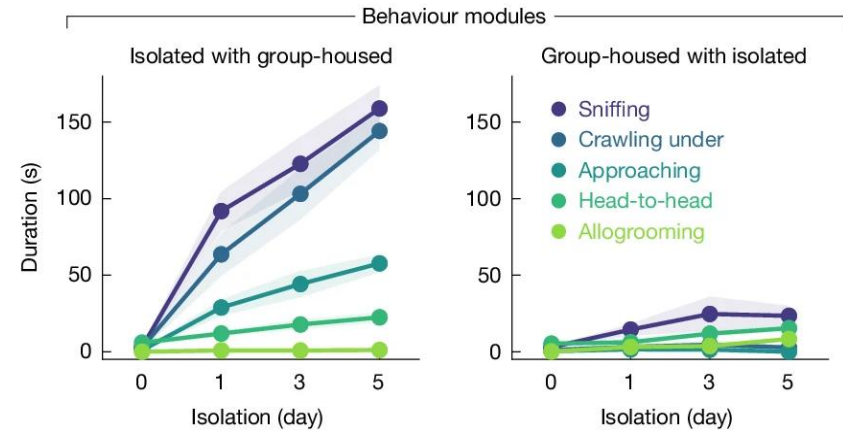 Behaviour modules
Isolated with group-housed
Group-housed with isolated
Duration (s)
150
100
50
0
0 1 3 5
Isolation (day)
150
100
50
0
Sniffing
Crawling under
Approaching
Head-to-head
Allogrooming
0 1 3 5
Isolation (day)